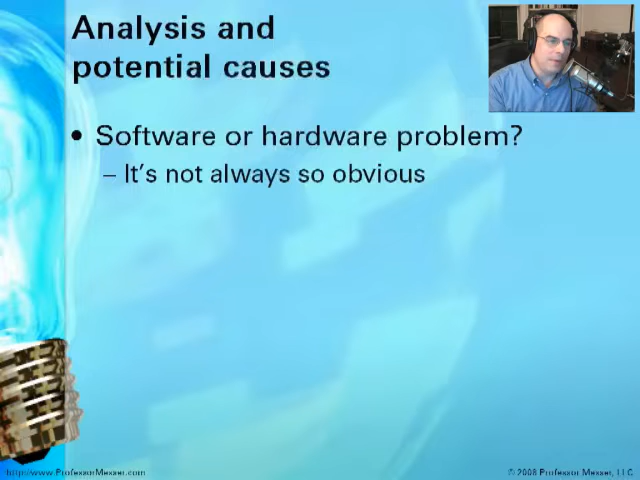 Analysis and
potential causes
• Software or hardware problem?
– It's not always so obvious
http://www.ProfessorMesser.com
© 2008 Professor Messer, LLC